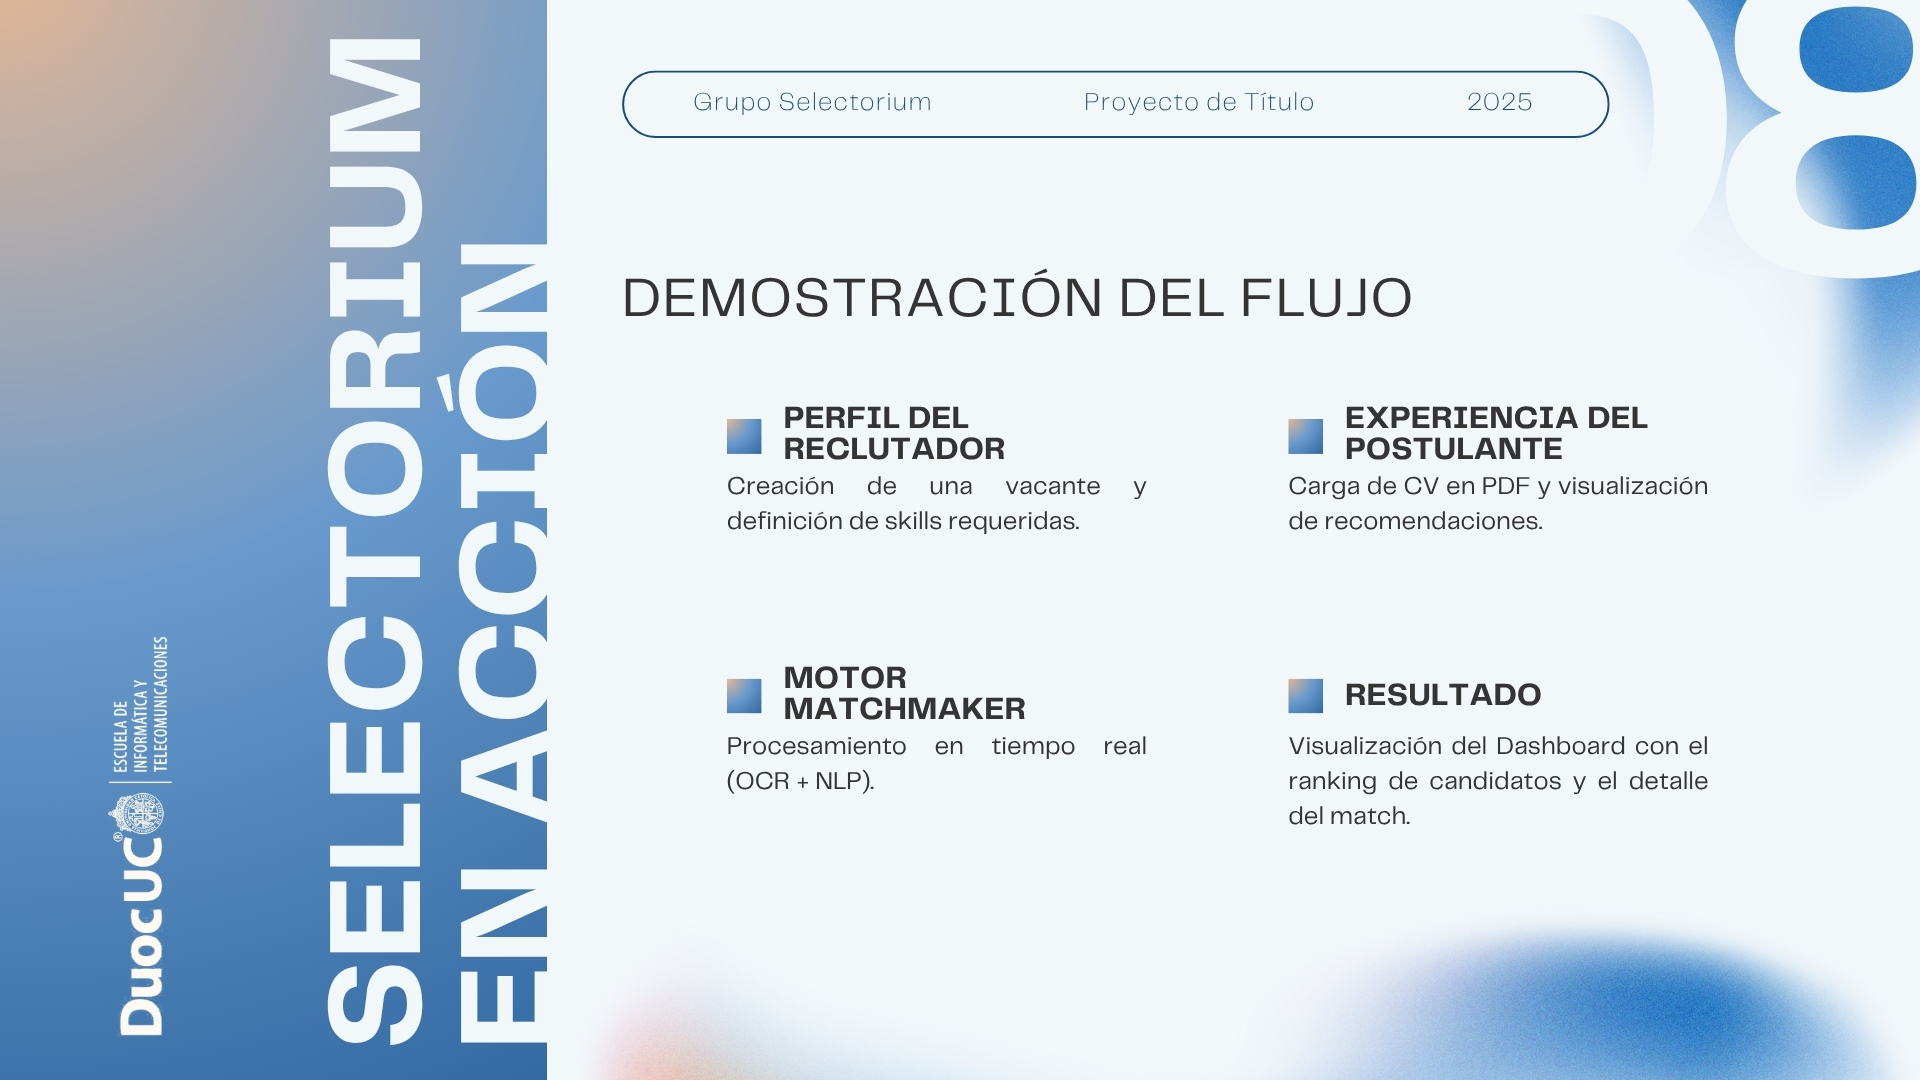 SELECTORIUM
EN ACCIÓN
DuocUC®
ESCUELA DE
INFORMÁTICA Y
TELECOMUNICACIONES
Grupo Selectorium
Proyecto de Título
2025
08
DEMOSTRACIÓN DEL FLUJO
PERFIL DEL
RECLUTADOR
Creación de una vacante y
definición de skills requeridas.
EXPERIENCIA DEL
POSTULANTE
Carga de CV en PDF y visualización
de recomendaciones.
MOTOR
MATCHMAKER
Procesamiento en tiempo real
(OCR + NLP).
RESULTADO
Visualización del Dashboard con el
ranking de candidatos y el detalle
del match.